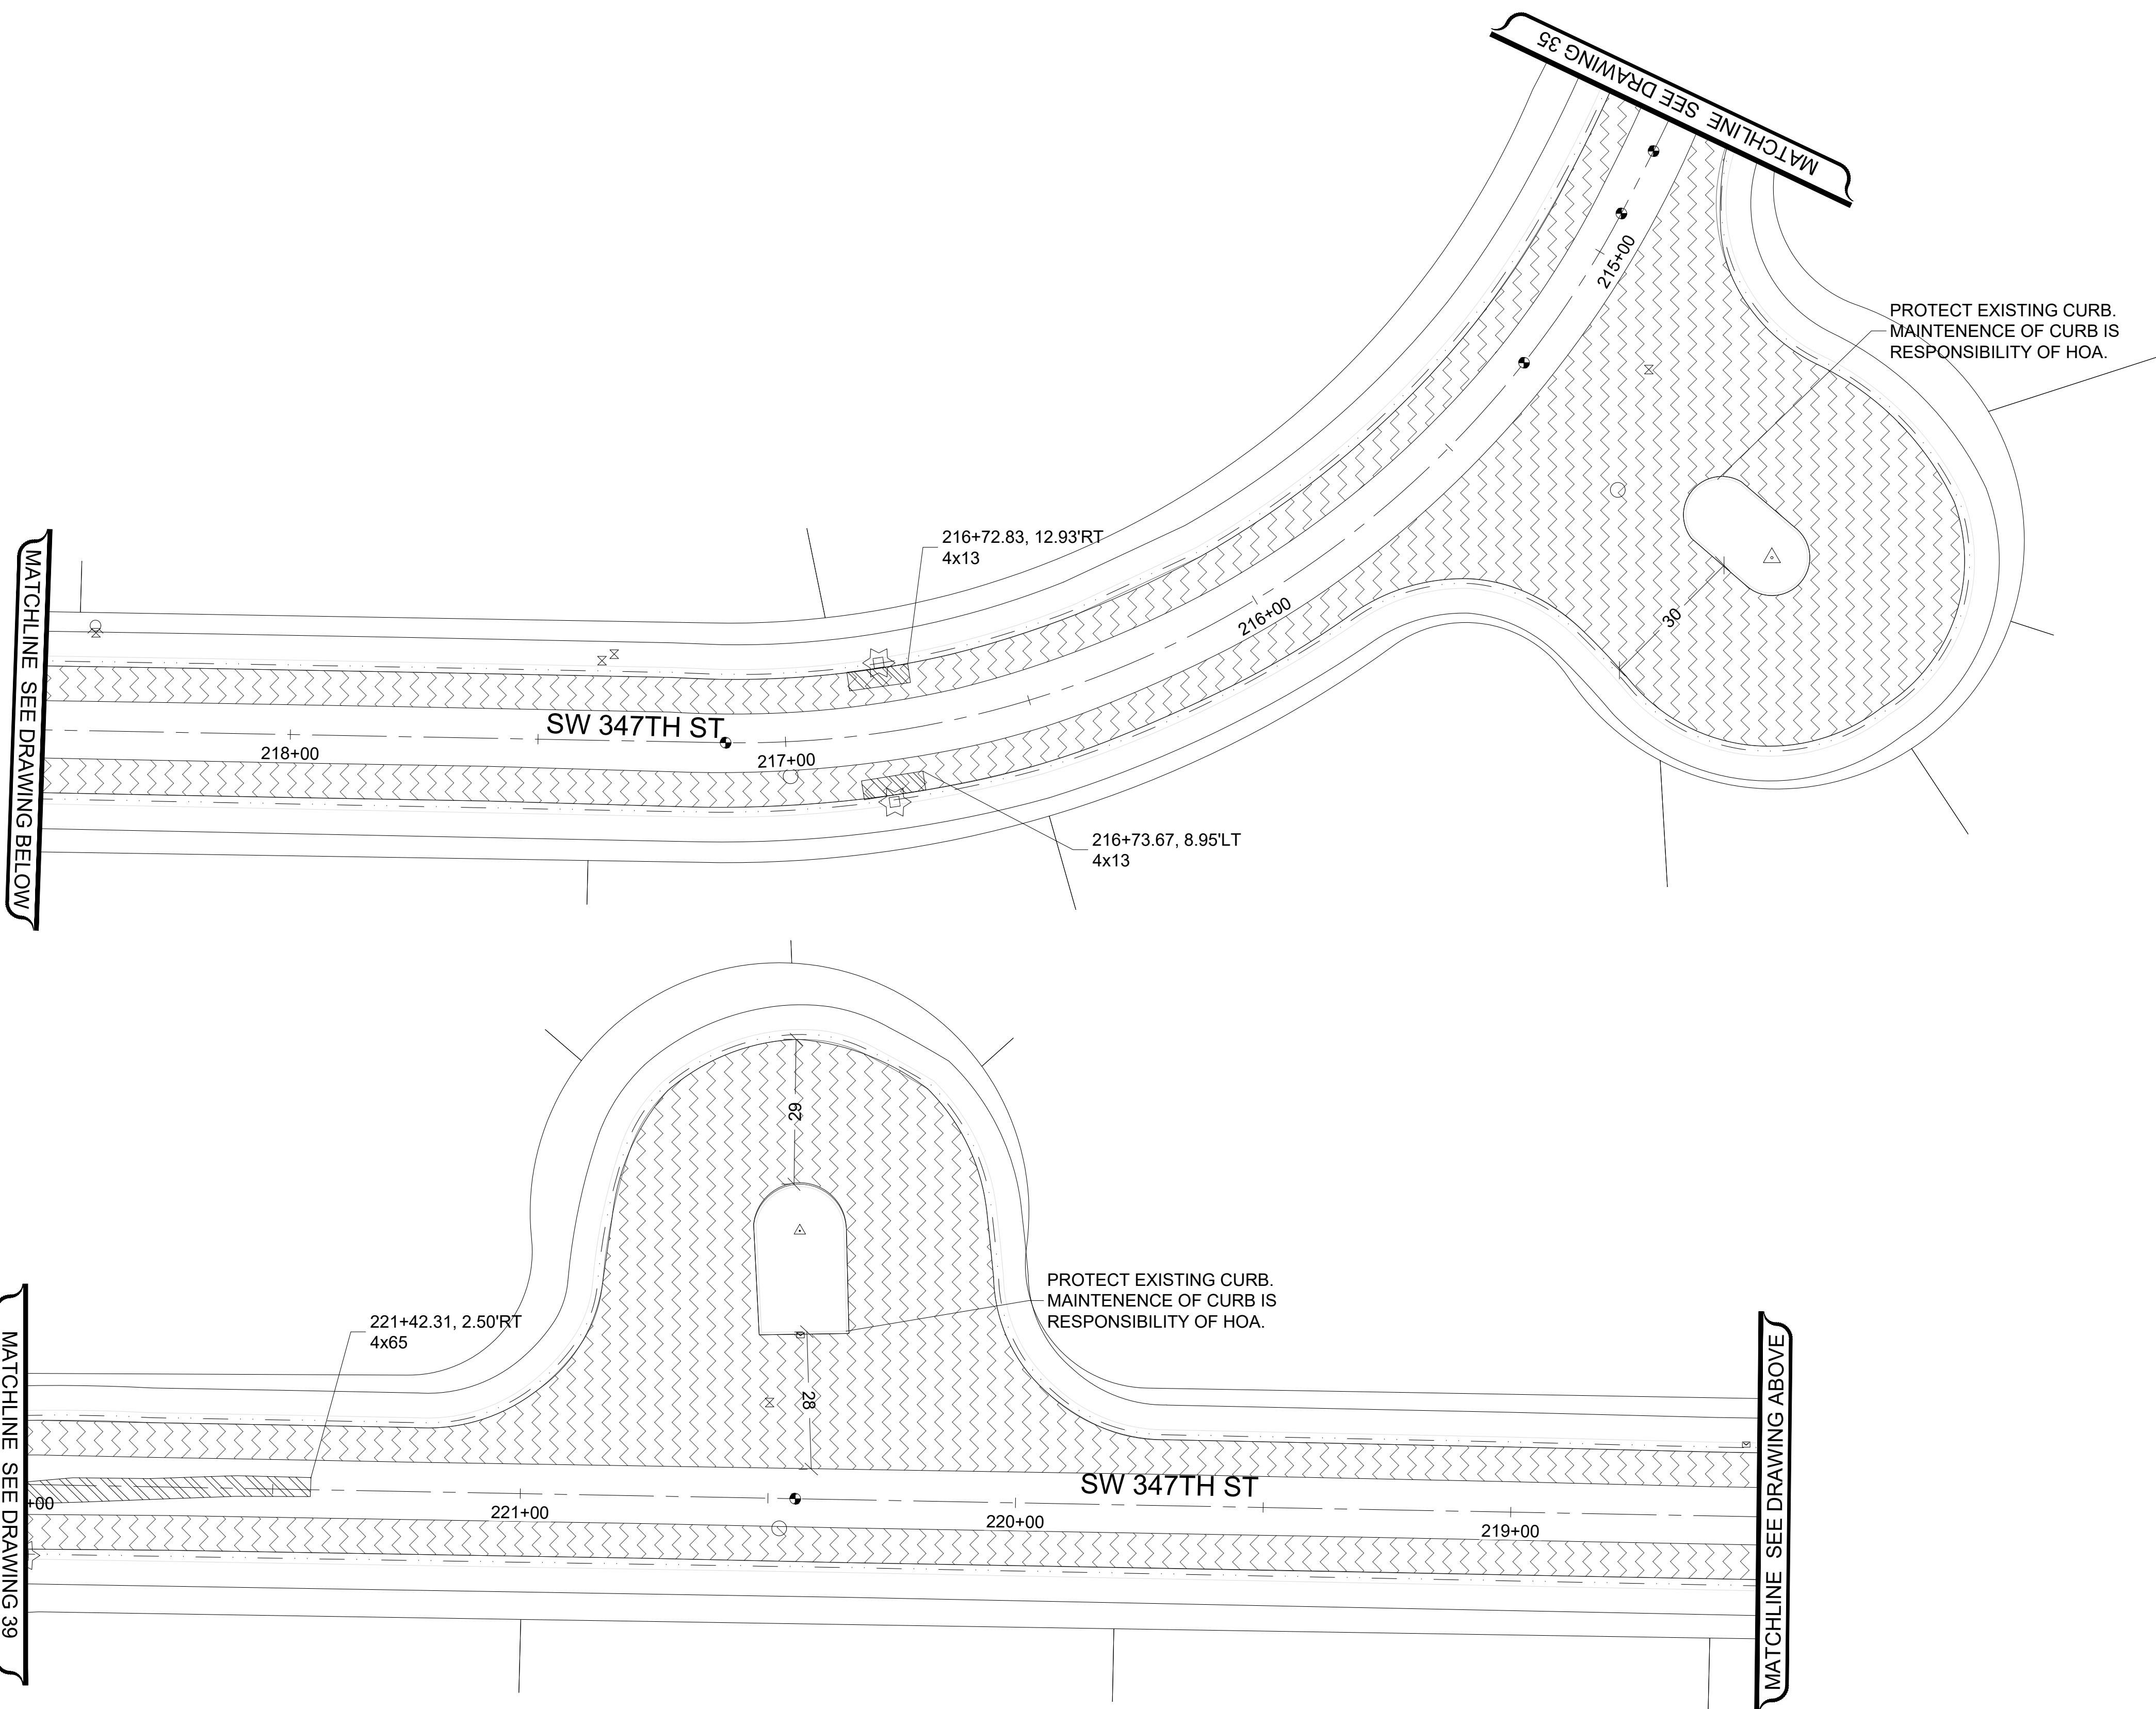 MATCHLINE SEE DRAWING 35
215+00
PROTECT EXISTING CURB.
MAINTENENCE OF CURB IS
RESPONSIBILITY OF HOA.
216+72.83, 12.93'RT
4x13
216+00
30
MATCHLINE SEE DRAWING BELOW
SW 347TH ST
218+00
217+00
216+73.67, 8.95'LT
4x13
29
PROTECT EXISTING CURB.
MAINTENENCE OF CURB IS
RESPONSIBILITY OF HOA.
221+42.31, 2.50'RT
4x65
28
MATCHLINE SEE DRAWING 39
+00
SW 347TH ST
221+00
220+00
219+00
MATCHLINE SEE DRAWING ABOVE